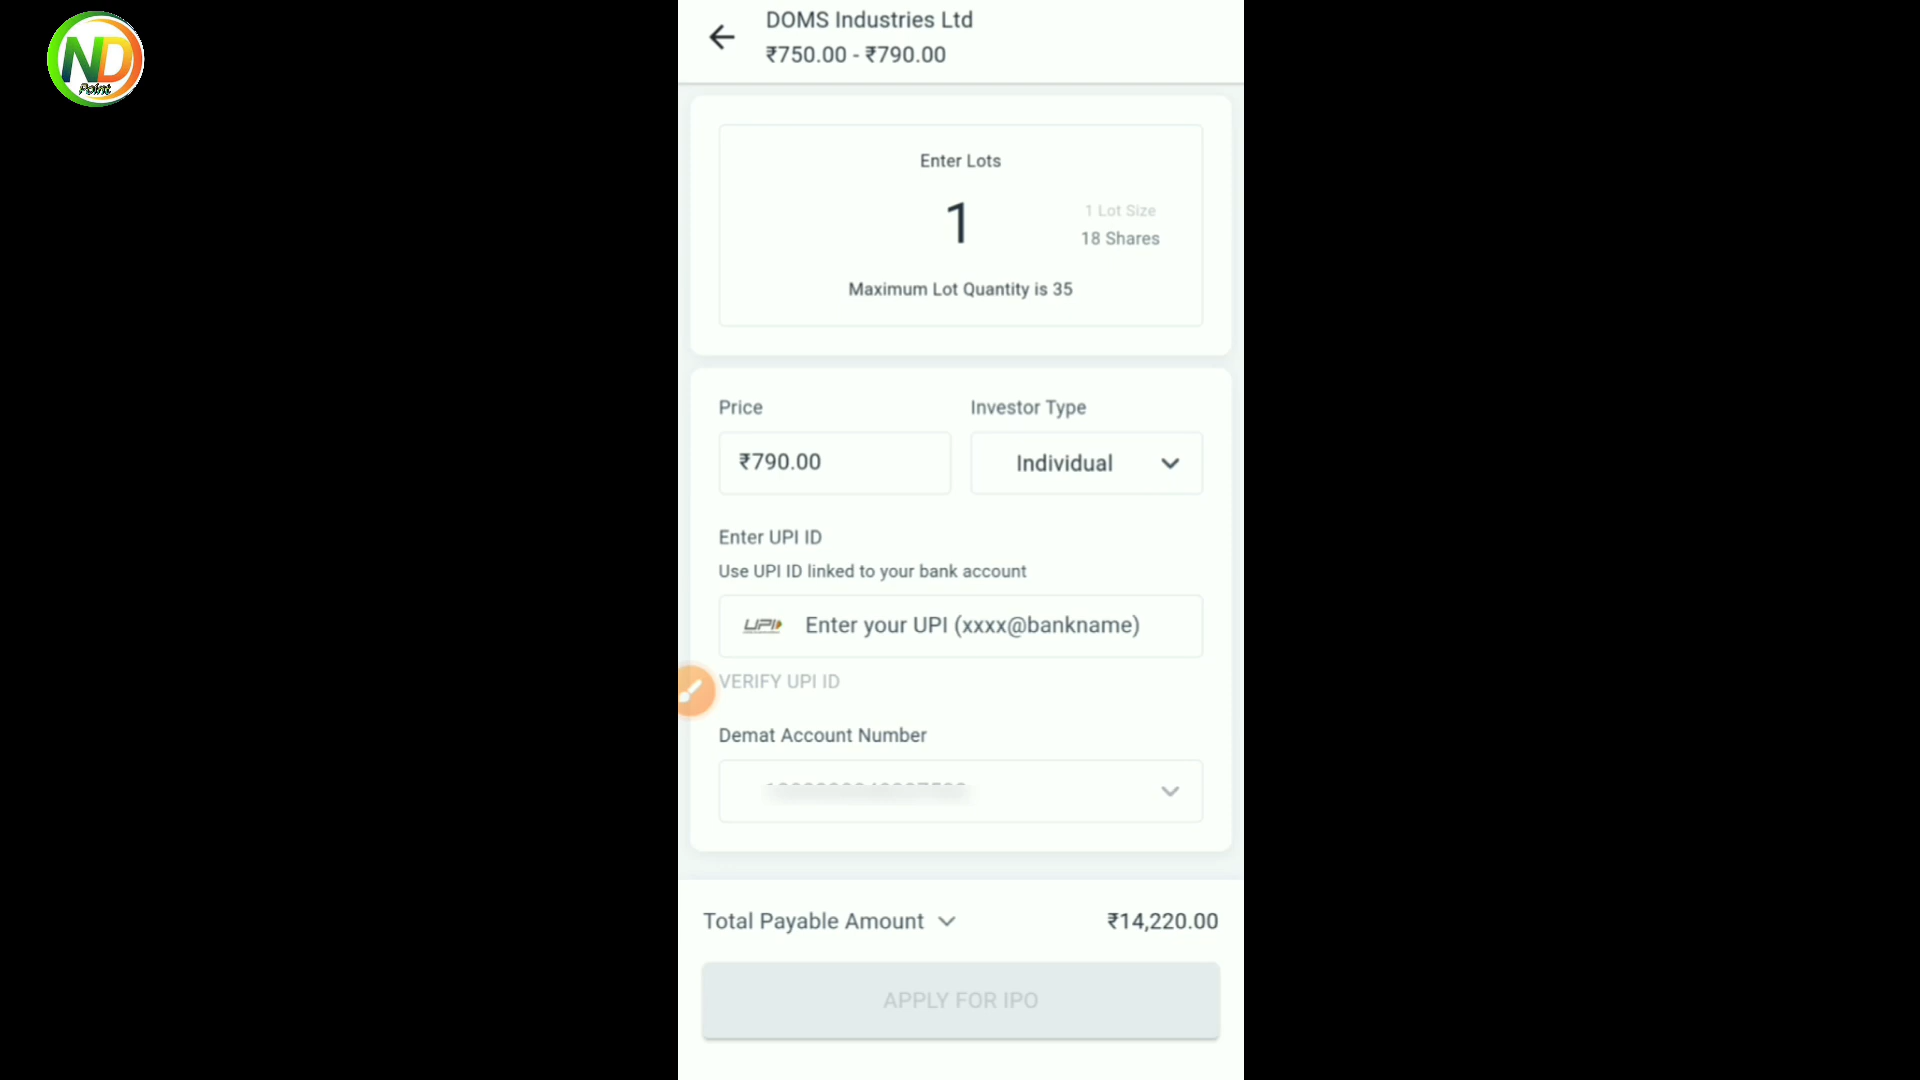 ND
Point
DOMS Industries Ltd
₹750.00 - ₹790.00
Enter Lots
1
1 Lot Size
18 Shares
Maximum Lot Quantity is 35
Price
Investor Type
₹790.00
Individual
Enter UPI ID
Use UPI ID linked to your bank account
UPI
Enter your UPI (xxxx@bankname)
VERIFY UPI ID
Demat Account Number
Total Payable Amount
₹14,220.00
APPLY FOR IPO